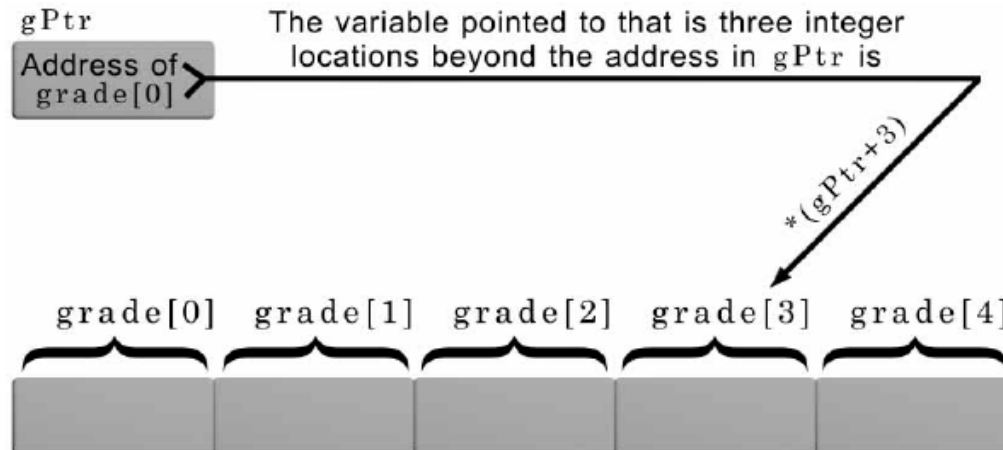 gPtr
Address of
grade[0]
The variable pointed to that is three integer
locations beyond the address in gPtr is
*(gPtr+3)
grade[0] grade[1] grade[2] grade[3] grade[4]